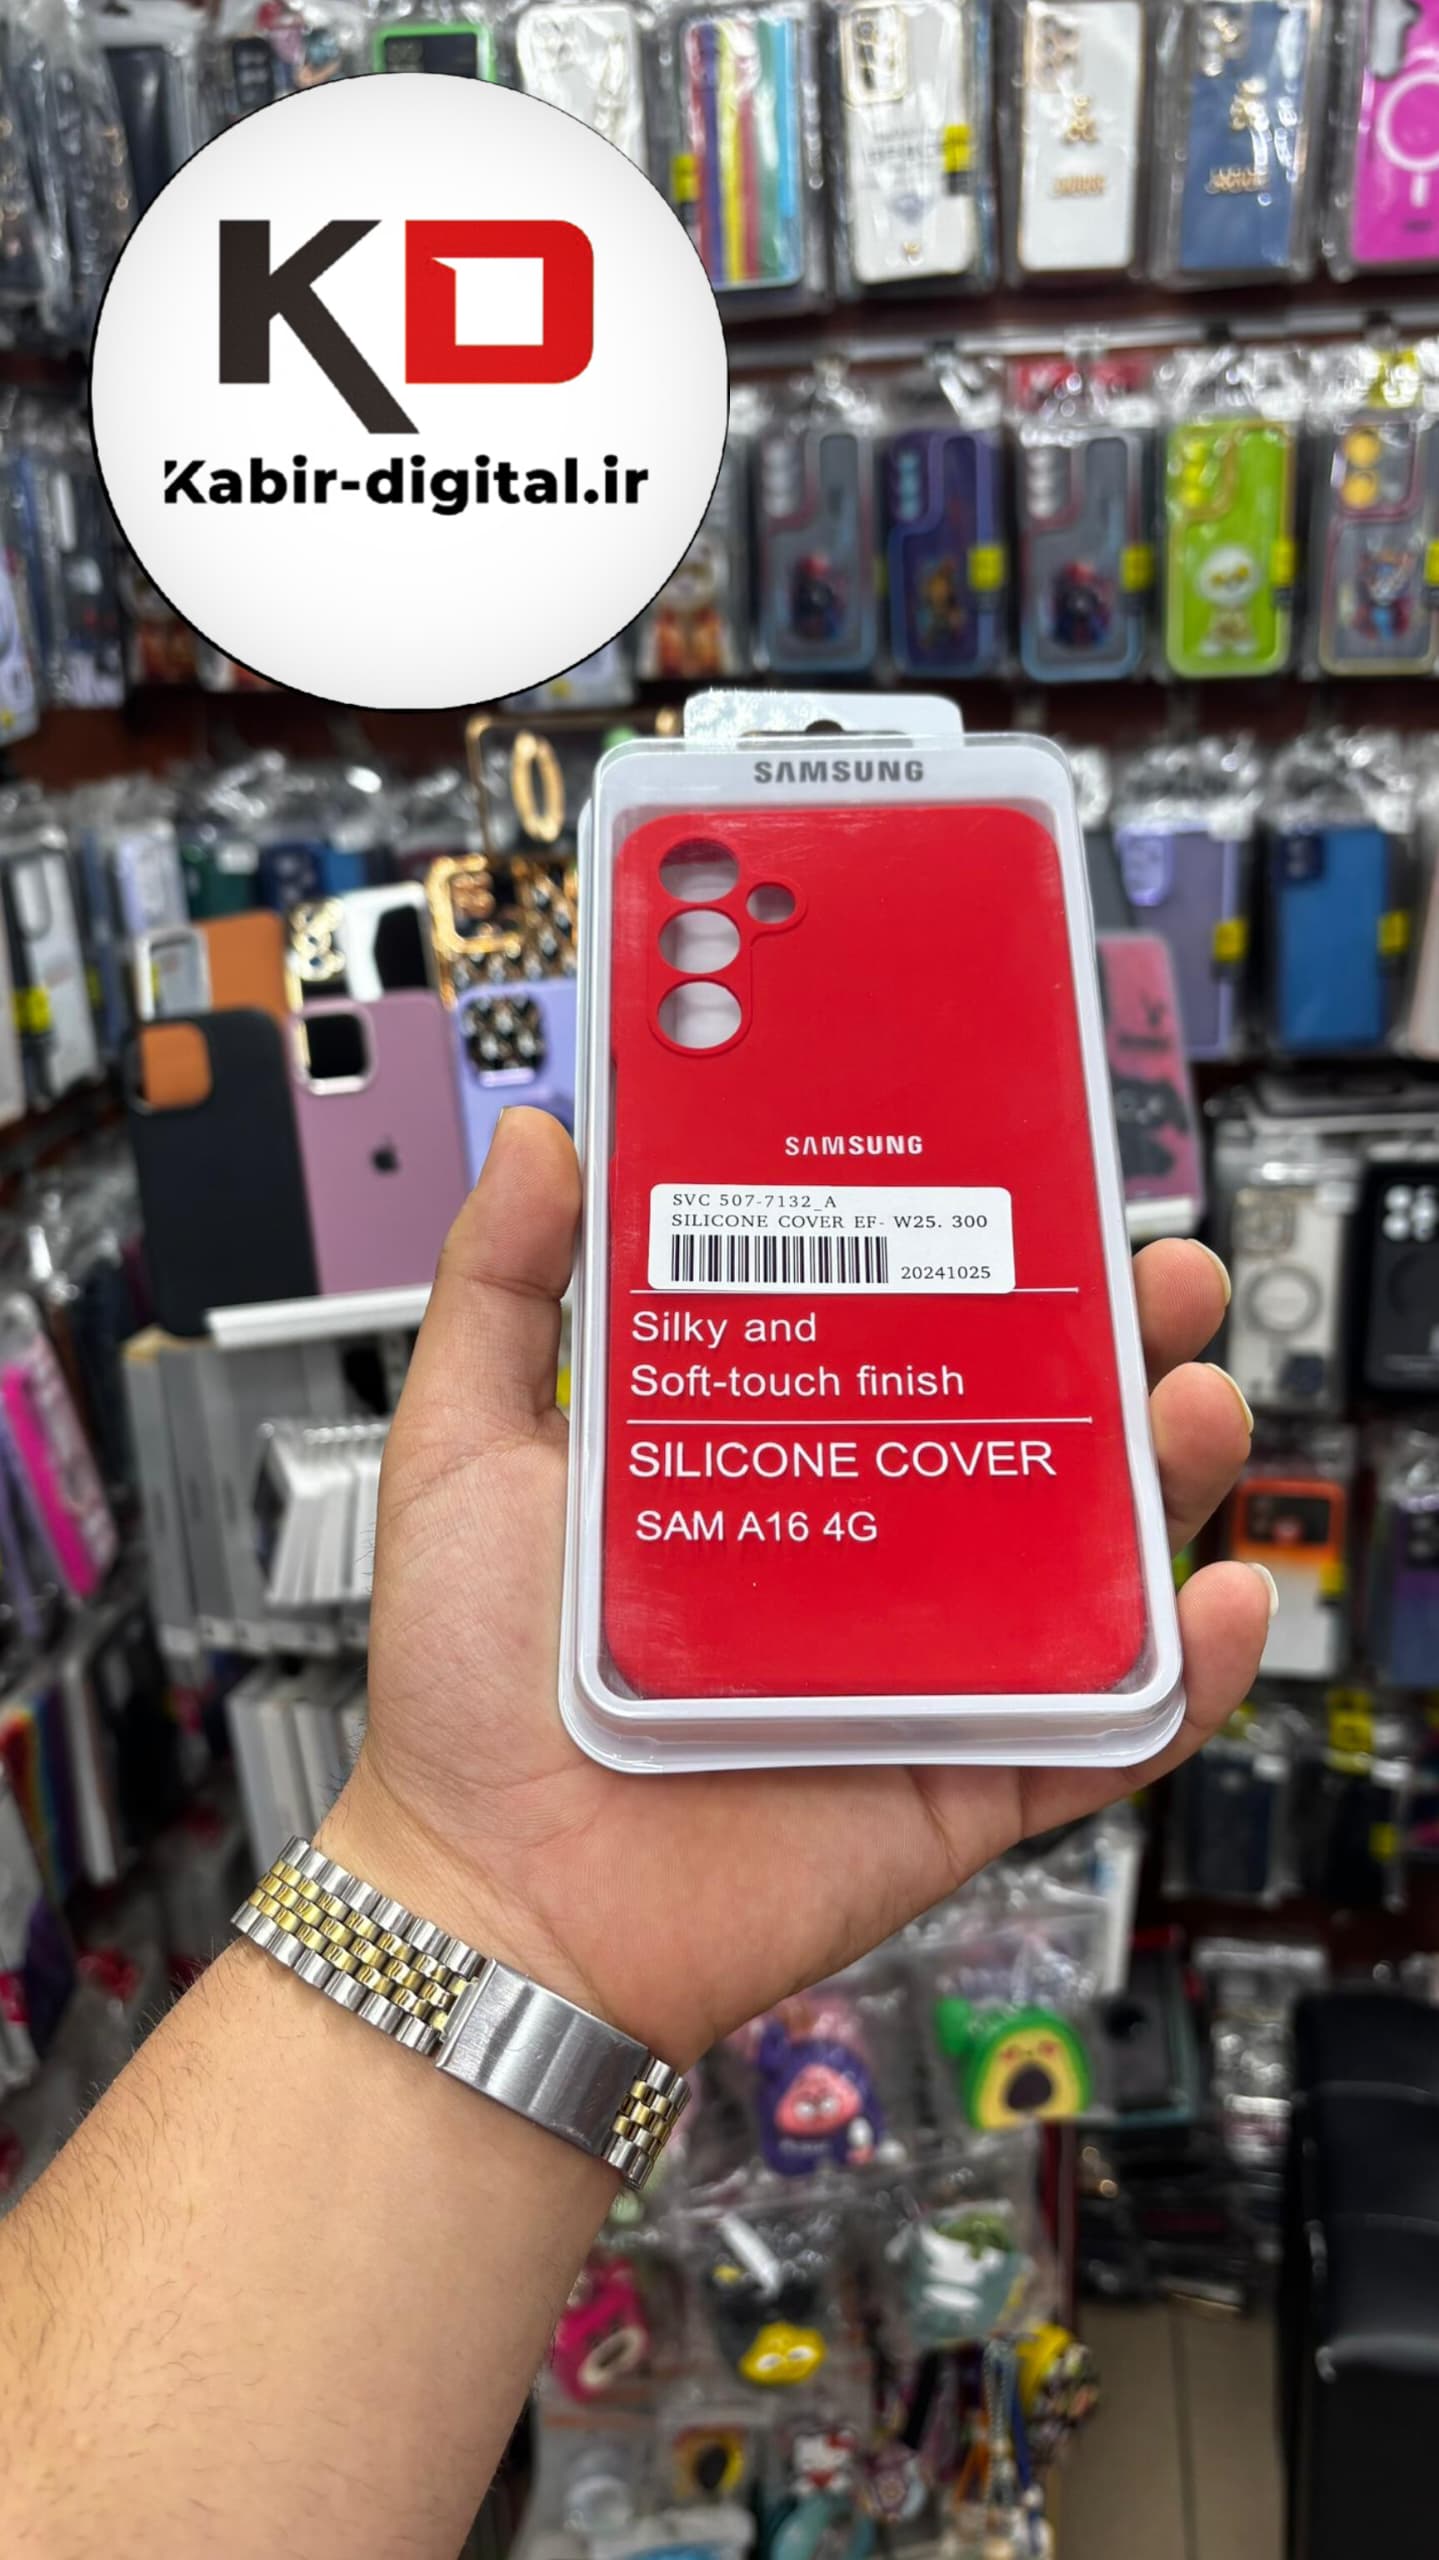 KD
Kabir-digital.ir
SAMSUNG
SAMSUNG
SVC 507-7132_A
SILICONE COVER EF- W25. 300
20241025
Silky and
Soft-touch finish
SILICONE COVER
SAM A16 4G